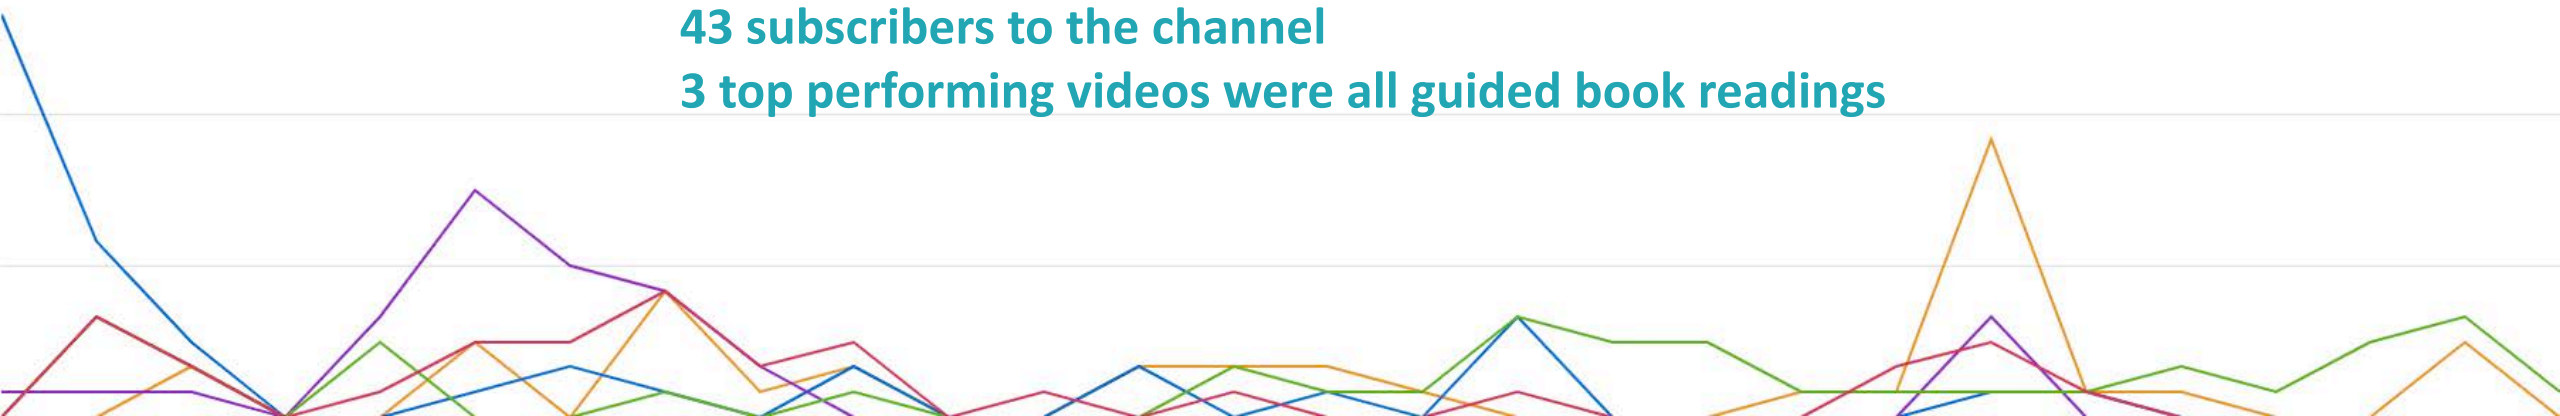 43 subscribers to the channel
3 top performing videos were all guided book readings